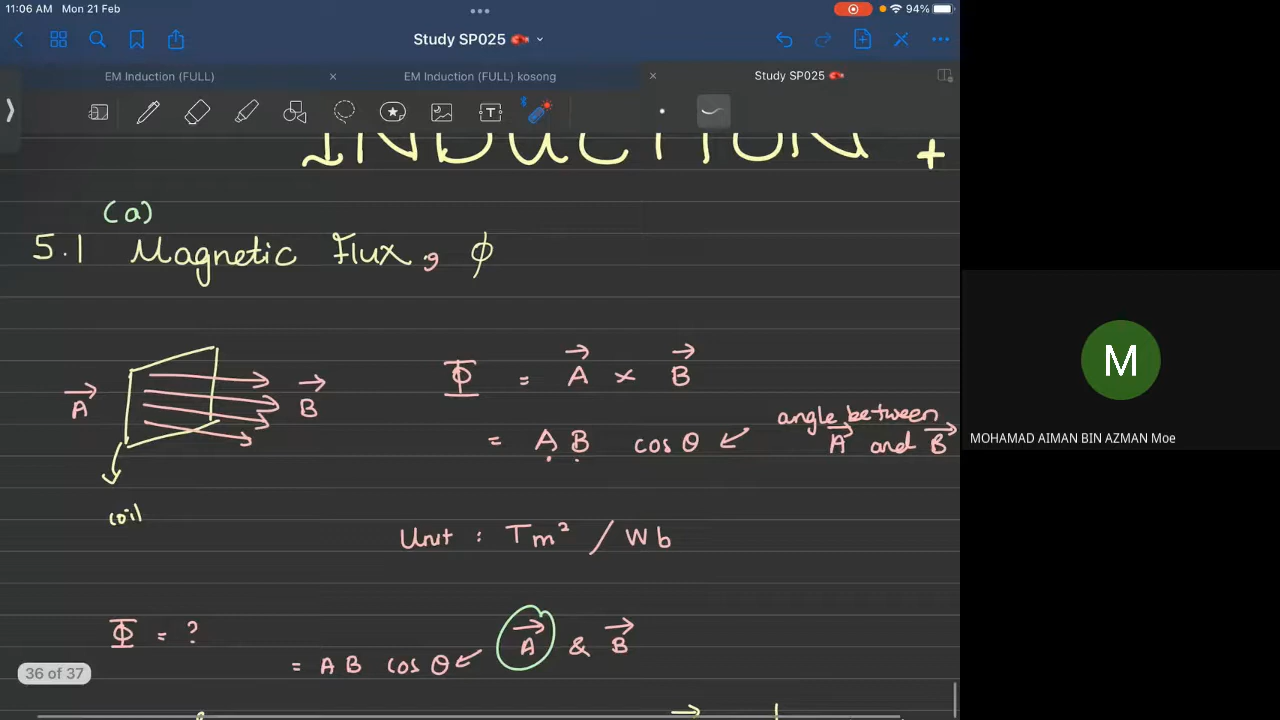 11:06 AM Mon 21 Feb
94%
Study SP025
EM Induction (FULL)
EM Induction (FULL) kosong
Study SP025
T
INDUCTION +
(a)
5.1 Magnetic Flux, ϕ
Φ = A⃗ × B⃗
A⃗
B⃗
= AB cos θ
angle between
A⃗ and B⃗
coil
Unit : Tm² / Wb
Φ = ?
= AB cos θ
A⃗ & B⃗
36 of 37
M
MOHAMAD AIMAN BIN AZMAN Moe